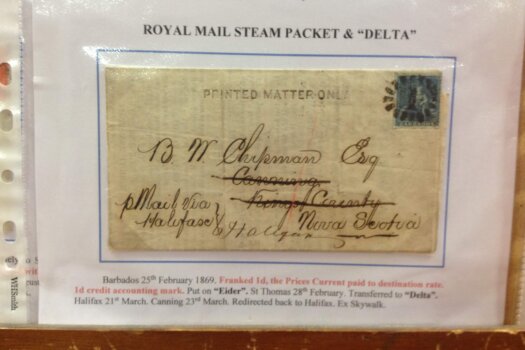 ROYAL MAIL STEAM PACKET & "DELTA"
PRINTED MATTER ONLY
B. W. Chipman Esq
Canning
Kings County
p Mail via
Halifax
Nova Scotia
Halifax
Barbados 25th February 1869. Franked 1d, the Prices Current paid to destination rate.
1d credit accounting mark. Put on "Eider". St Thomas 28th February. Transferred to "Delta".
Halifax 21st March. Canning 23rd March. Redirected back to Halifax. Ex Skywalk.
WHSmith